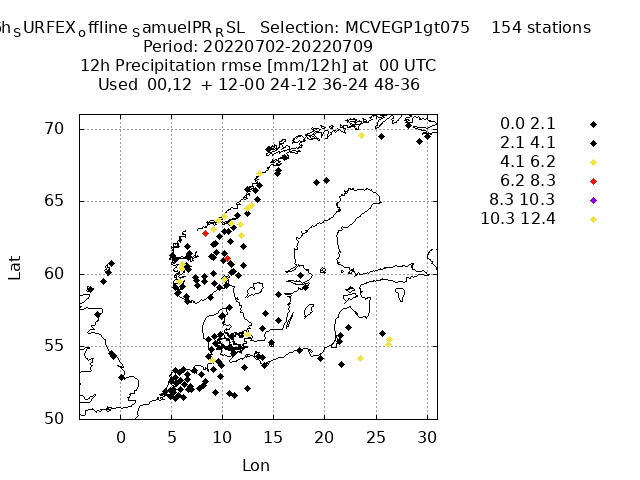 SURFEXoffline SamuelPRRSL Selection: MCVEGP1gt075 154 stations
Period: 20220702-20220709
12h Precipitation rmse [mm/12h] at 00 UTC
Used 00,12 + 12-00 24-12 36-24 48-36
0.0 2.1
2.1 4.1
4.1 6.2
6.2 8.3
8.3 10.3
10.3 12.4
70
65
60
55
50
Lat
0 5 10 15 20 25 30
Lon